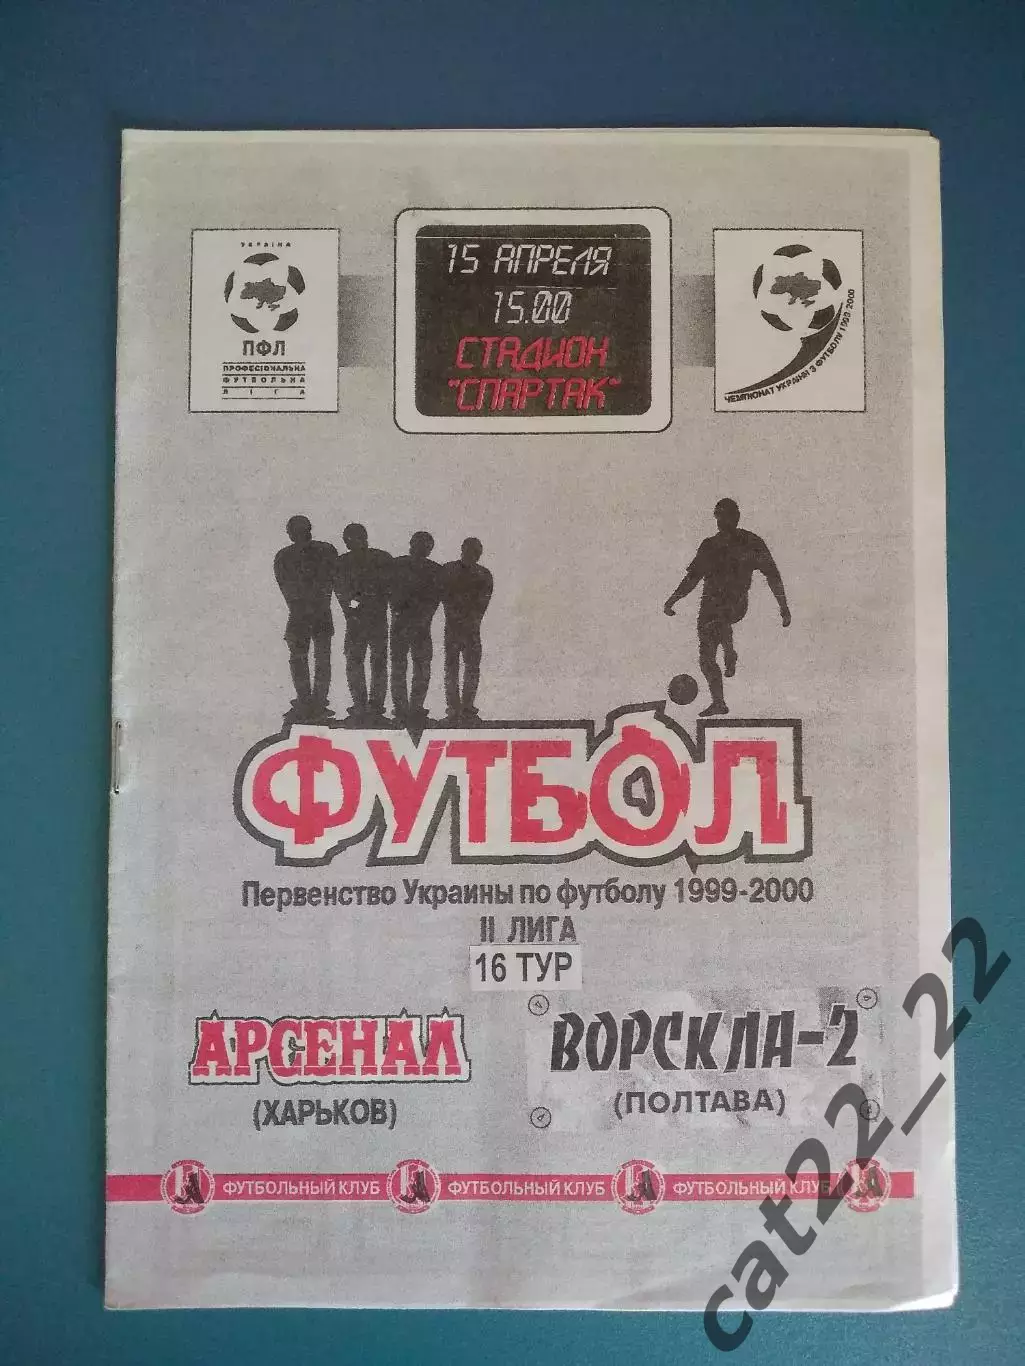 УКРАЇНА
ПФЛ
ПРОФЕСІОНАЛЬНА
ФУТБОЛЬНА
ЛІГА
15 АПРЕЛЯ
15.00
СТАДИОН
"СПАРТАК"
ЧЕМПІОНАТ УКРАЇНИ З ФУТБОЛУ 1999-2000
ФУТБОЛ
Первенство Украины по футболу 1999-2000
II ЛИГА
16 ТУР
АРСЕНАЛ
(ХАРЬКОВ)
ВОРСКЛА-2
(ПОЛТАВА)
ФУТБОЛЬНЫЙ КЛУБ ФУТБОЛЬНЫЙ КЛУБ ФУТБОЛЬНЫЙ КЛУБ
cat22_22